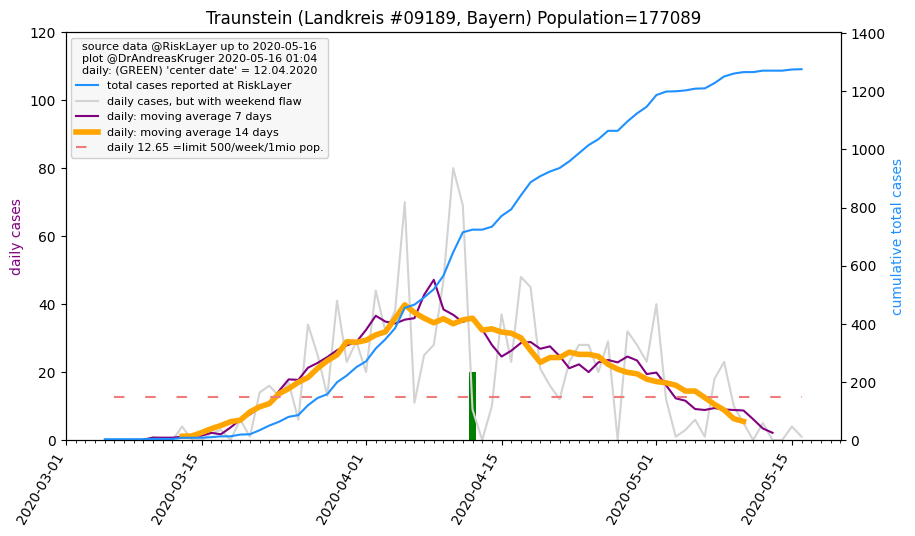 Traunstein (Landkreis #09189, Bayern) Population=177089
source data @RiskLayer up to 2020-05-16
plot @DrAndreasKruger 2020-05-16 01:04
daily: (GREEN) 'center date' = 12.04.2020
total cases reported at RiskLayer
daily cases, but with weekend flaw
daily: moving average 7 days
daily: moving average 14 days
daily 12.65 =limit 500/week/1mio pop.
daily cases
120
100
80
60
40
20
0
cumulative total cases
1400
1200
1000
800
600
400
200
0
2020-03-01
2020-03-15
2020-04-01
2020-04-15
2020-05-01
2020-05-15